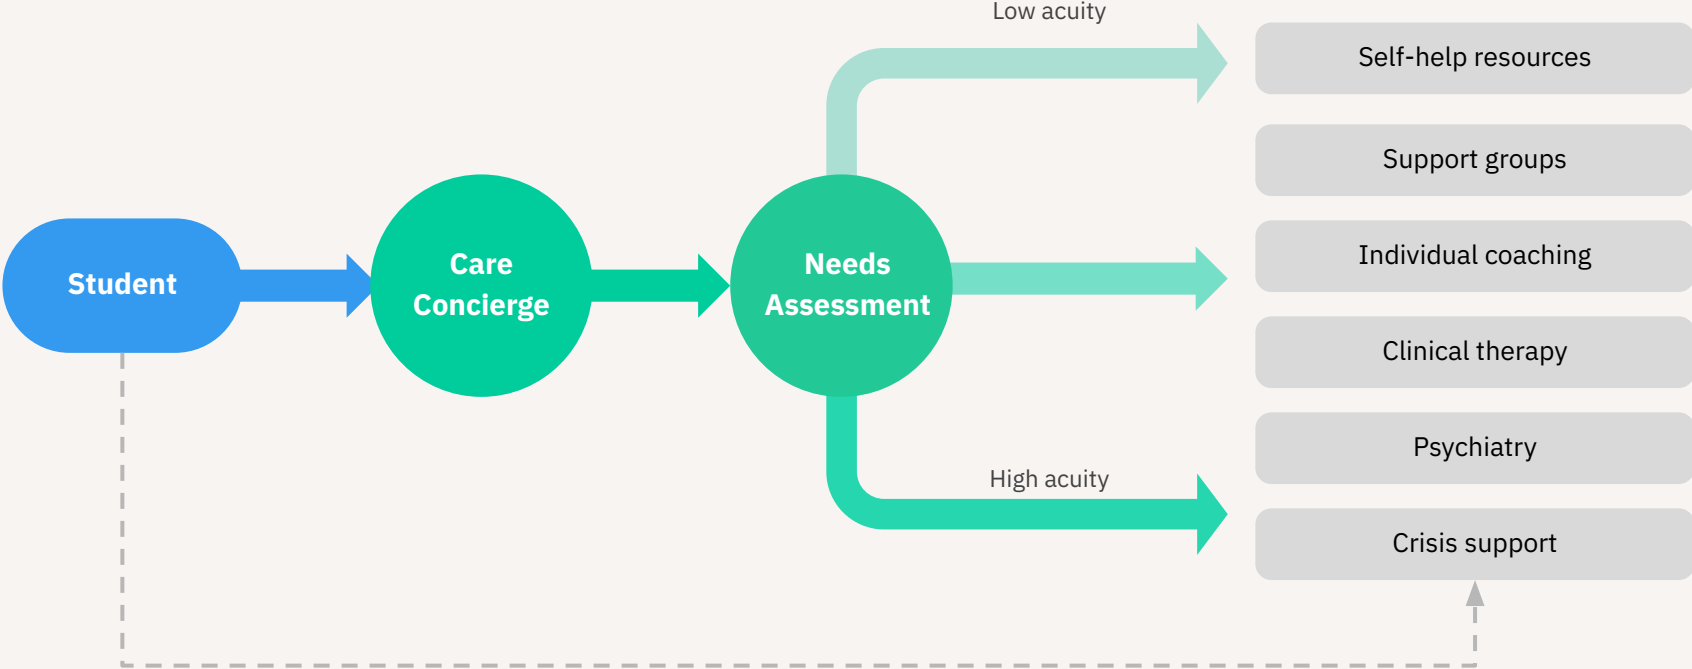 Low acuity
Self-help resources
Support groups
Student
Care
Concierge
Needs
Assessment
Individual coaching
Clinical therapy
High acuity
Psychiatry
Crisis support